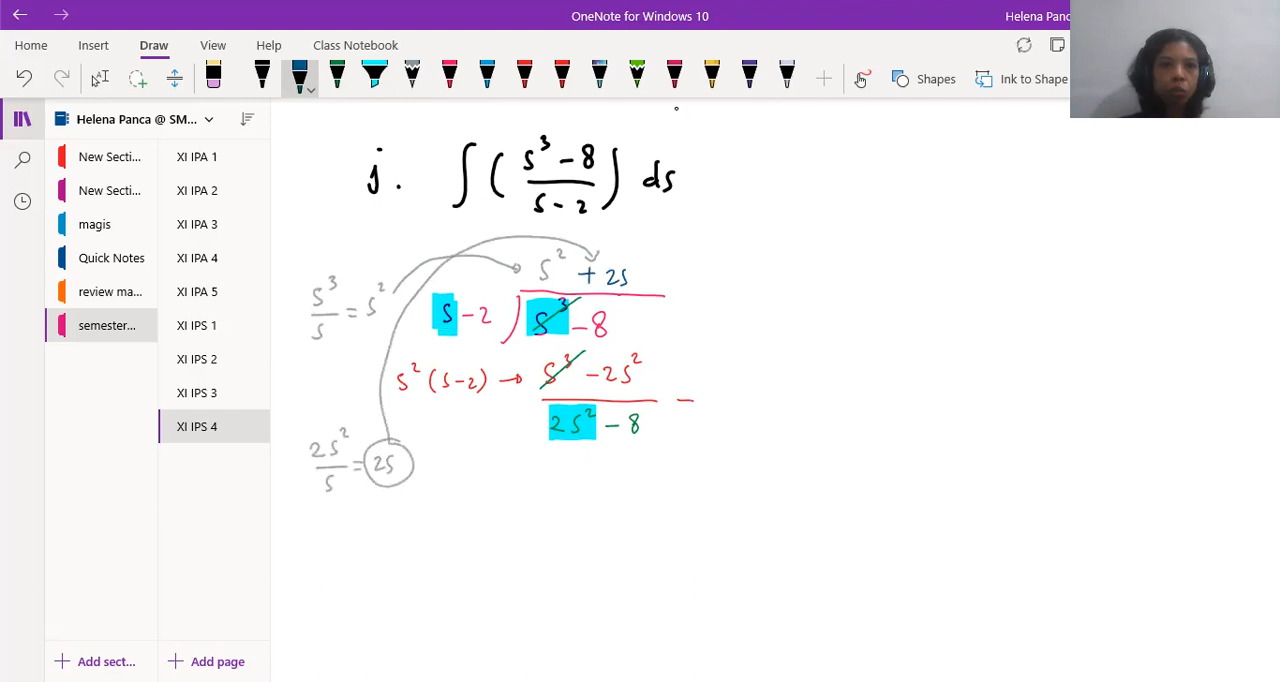 OneNote for Windows 10
Helena Panca
Home Insert Draw View Help Class Notebook
Shapes Ink to Shape
Helena Panca @ SM...
New Secti...
New Secti...
magis
Quick Notes
review ma...
semester...
XI IPA 1
XI IPA 2
XI IPA 3
XI IPA 4
XI IPA 5
XI IPS 1
XI IPS 2
XI IPS 3
XI IPS 4
Add sect...
Add page
j. ∫ ( (s³ - 8)/(s - 2) ) ds
s² + 2s
s³/s = s²
s - 2 ) s³ - 8
s² (s-2) → s³ - 2s²
—
2s² - 8
2s²/s = 2s